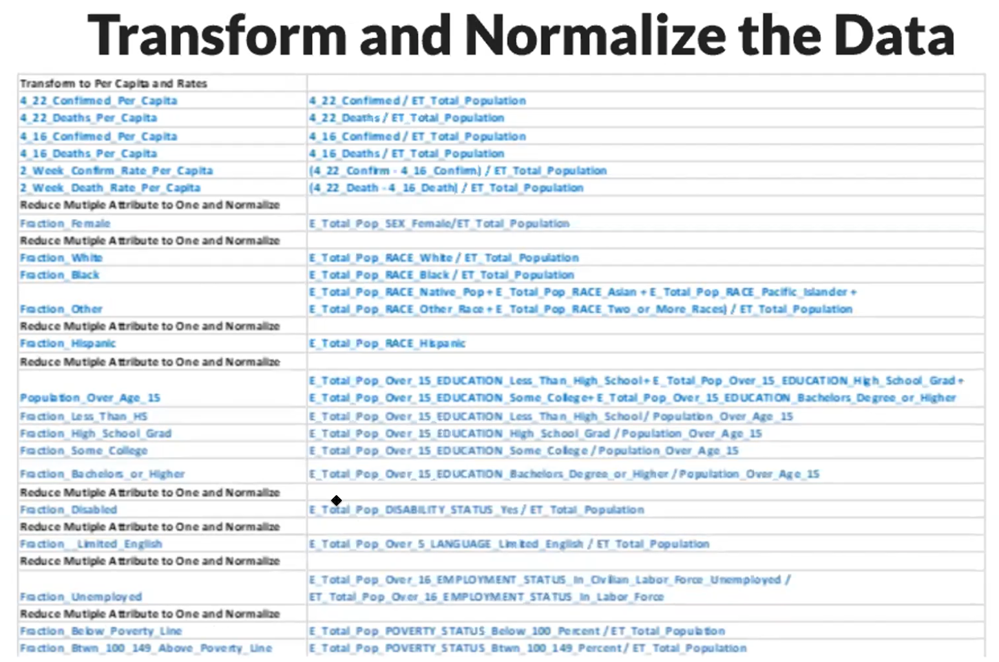 Transform and Normalize the Data
Transform to Per Capita and Rates
4_22_Confirmed_Per_Capita 4_22_Confirmed / ET_Total_Population
4_22_Deaths_Per_Capita 4_22_Deaths / ET_Total_Population
4_16_Confirmed_Per_Capita 4_16_Confirmed / ET_Total_Population
4_16_Deaths_Per_Capita 4_16_Deaths / ET_Total_Population
2_Week_Confirm_Rate_Per_Capita (4_22_Confirm - 4_16_Confirm) / ET_Total_Population
2_Week_Death_Rate_Per_Capita (4_22_Death - 4_16_Death) / ET_Total_Population
Reduce Mutiple Attribute to One and Normalize
Fraction_Female E_Total_Pop_SEX_Female/ET_Total_Population
Reduce Mutiple Attribute to One and Normalize
Fraction_White E_Total_Pop_RACE_White / ET_Total_Population
Fraction_Black E_Total_Pop_RACE_Black / ET_Total_Population
E_Total_Pop_RACE_Native_Pop + E_Total_Pop_RACE_Asian + E_Total_Pop_RACE_Pacific_Islander +
Fraction_Other E_Total_Pop_RACE_Other_Race + E_Total_Pop_RACE_Two_or_More_Races) / ET_Total_Population
Reduce Mutiple Attribute to One and Normalize
Fraction_Hispanic E_Total_Pop_RACE_Hispanic
Reduce Mutiple Attribute to One and Normalize
E_Total_Pop_Over_15_EDUCATION_Less_Than_High_School+ E_Total_Pop_Over_15_EDUCATION_High_School_Grad +
Population_Over_Age_15 E_Total_Pop_Over_15_EDUCATION_Some_College+ E_Total_Pop_Over_15_EDUCATION_Bachelors_Degree_or_Higher
Fraction_Less_Than_HS E_Total_Pop_Over_15_EDUCATION_Less_Than_High_School/ Population_Over_Age_15
Fraction_High_School_Grad E_Total_Pop_Over_15_EDUCATION_High_School_Grad / Population_Over_Age_15
Fraction_Some_College E_Total_Pop_Over_15_EDUCATION_Some_College / Population_Over_Age_15
Fraction_Bachelors_or_Higher E_Total_Pop_Over_15_EDUCATION_Bachelors_Degree_or_Higher / Population_Over_Age_15
Reduce Mutiple Attribute to One and Normalize
Fraction_Disabled E_Total_Pop_DISABILITY_STATUS_Yes / ET_Total_Population
Reduce Mutiple Attribute to One and Normalize
Fraction__Limited_English E_Total_Pop_Over_5_LANGUAGE_Limited_English / ET_Total_Population
Reduce Mutiple Attribute to One and Normalize
E_Total_Pop_Over_16_EMPLOYMENT_STATUS_In_Civilian_Labor_Force_Unemployed /
Fraction_Unemployed ET_Total_Pop_Over_16_EMPLOYMENT_STATUS_In_Labor_Force
Reduce Mutiple Attribute to One and Normalize
Fraction_Below_Poverty_Line E_Total_Pop_POVERTY_STATUS_Below_100_Percent / ET_Total_Population
Fraction_Btwn_100_149_Above_Poverty_Line E_Total_Pop_POVERTY_STATUS_Btwn_100_149_Percent / ET_Total_Population